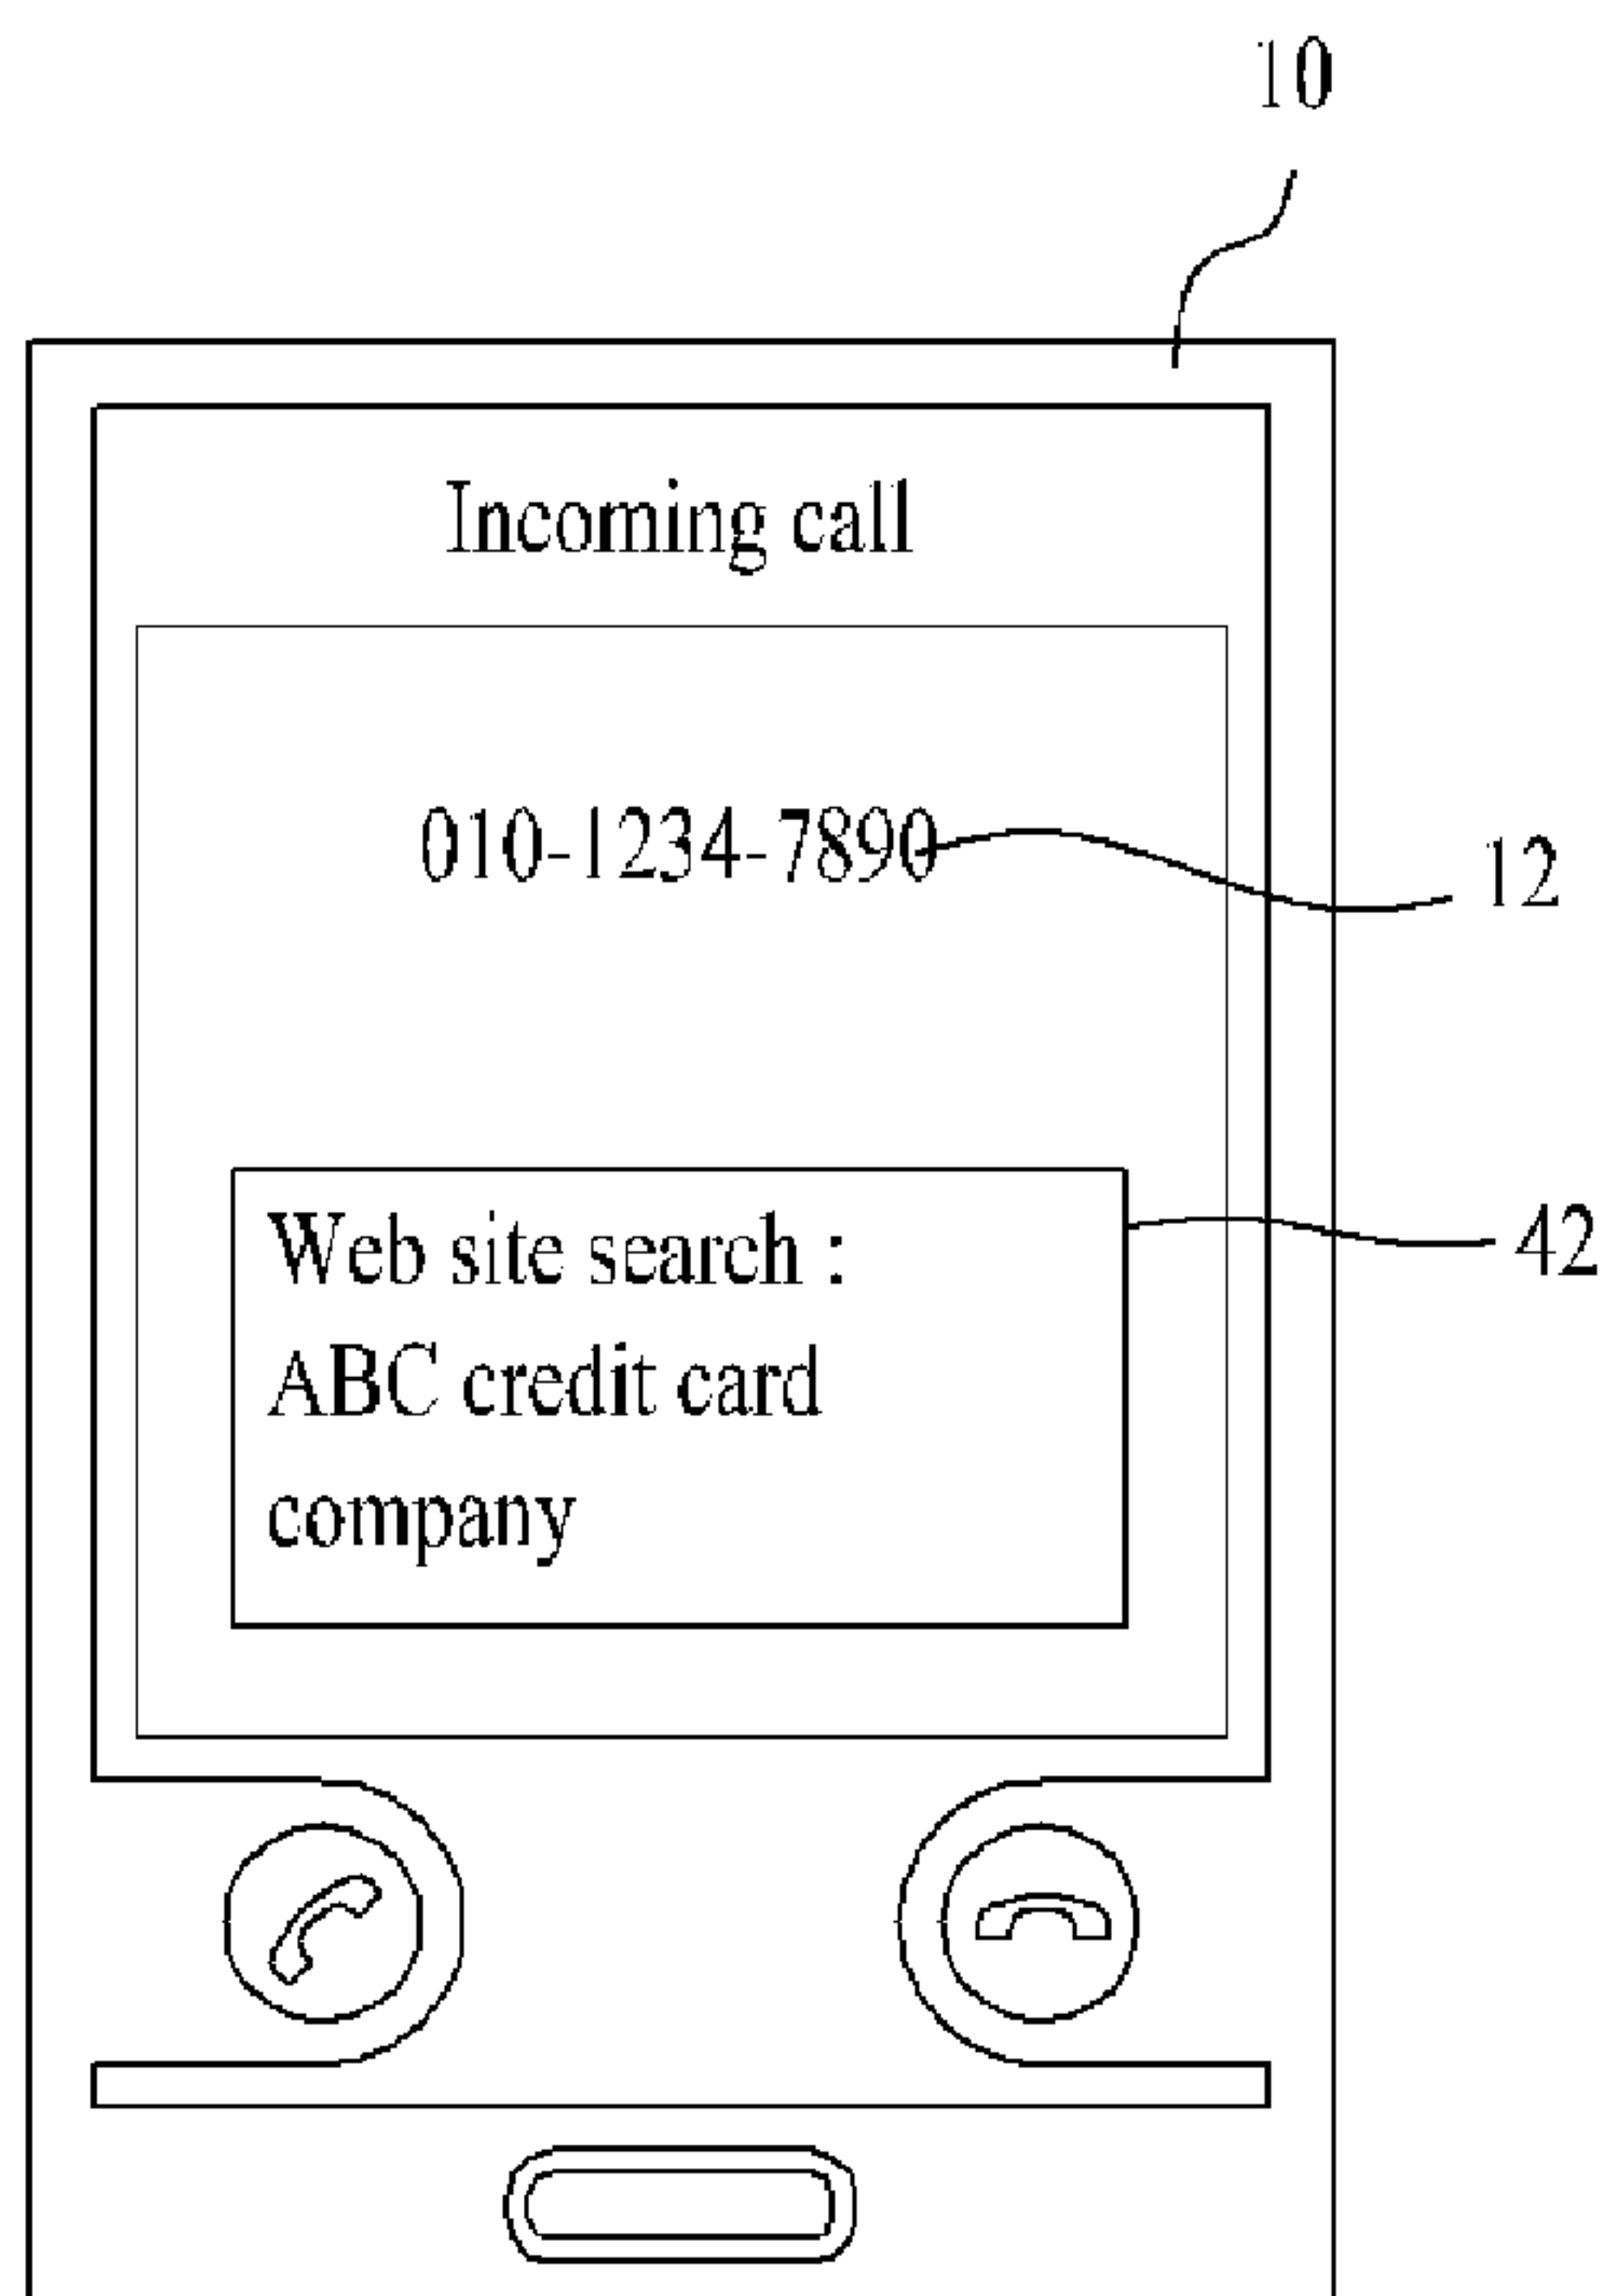 10
Incoming call
010-1234-7890
12
Web site search :
42
ABC credit card
company